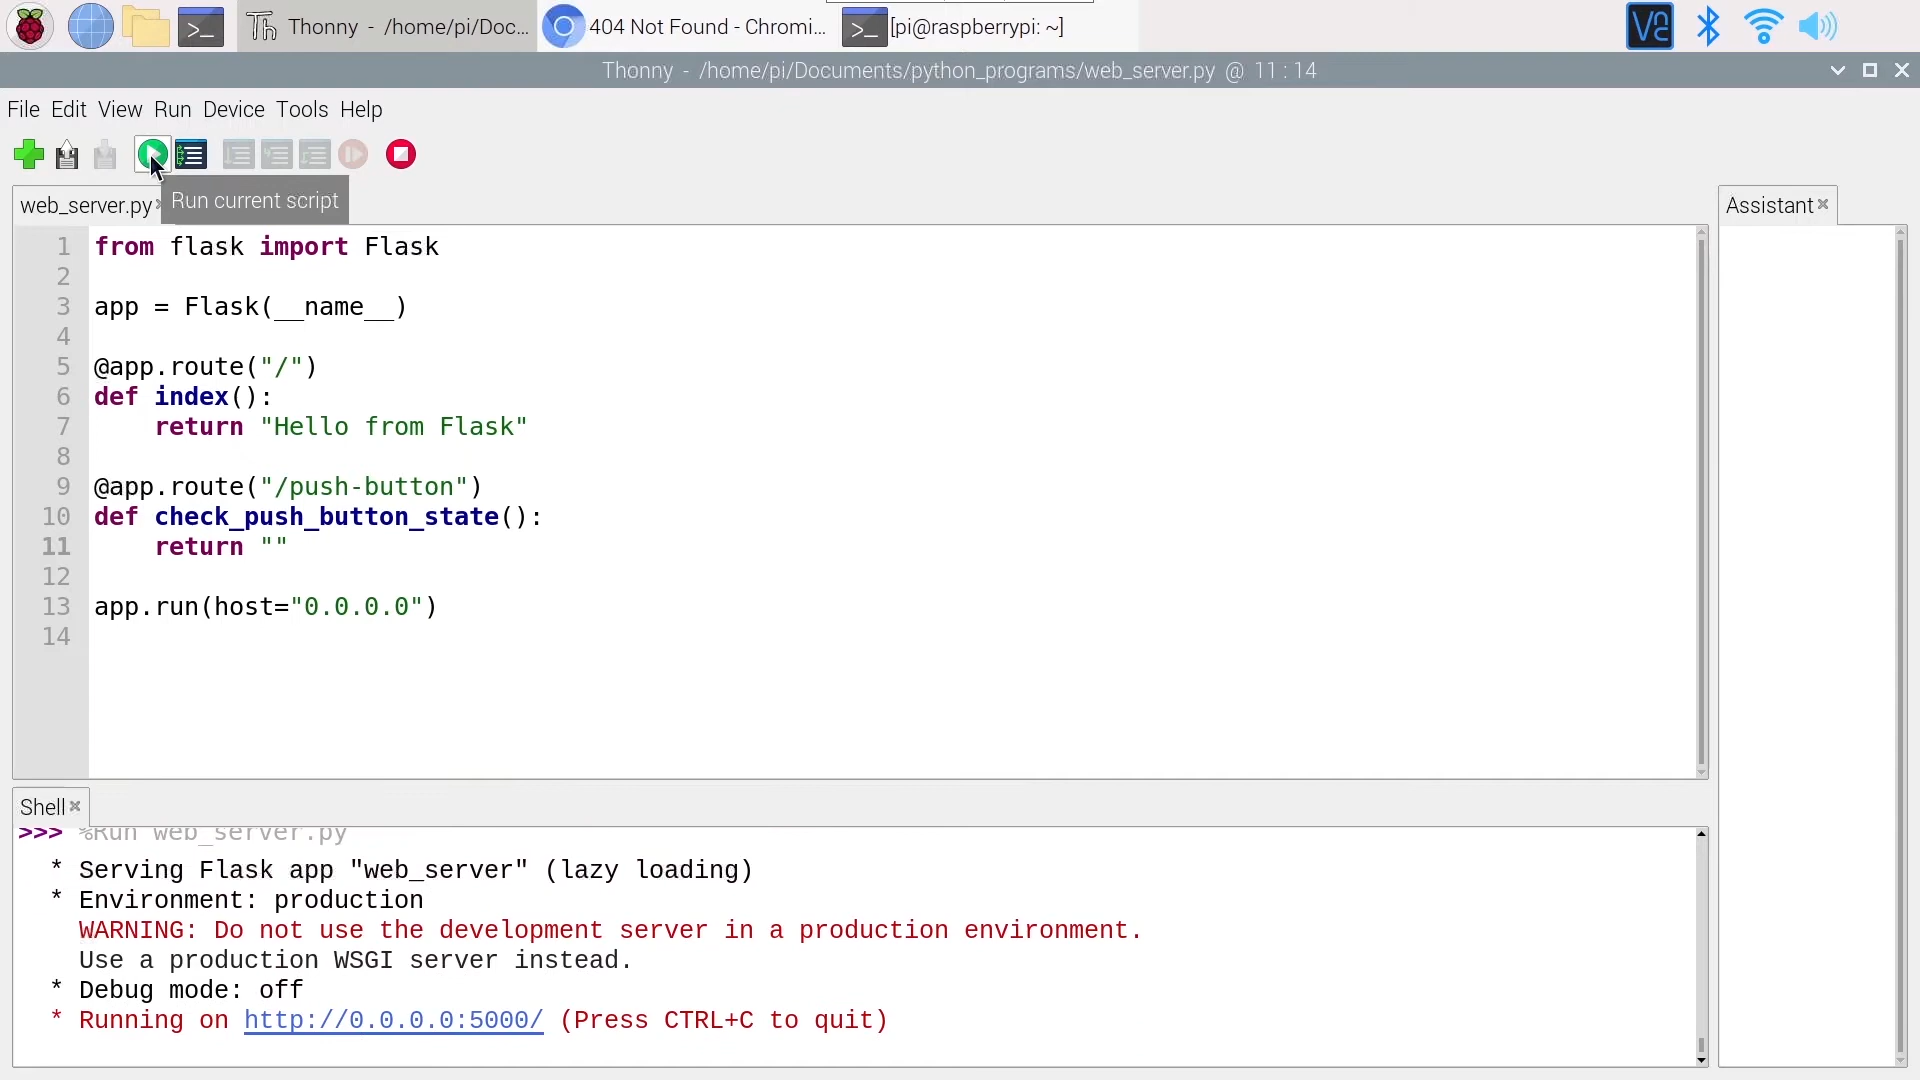 Thonny - /home/pi/Doc...
404 Not Found - Chromi...
[pi@raspberrypi: ~]
Thonny - /home/pi/Documents/python_programs/web_server.py @ 11 : 14
File Edit View Run Device Tools Help
Run current script
web_server.py
Assistant
1 from flask import Flask
2
3 app = Flask(__name__)
4
5 @app.route("/")
6 def index():
7     return "Hello from Flask"
8
9 @app.route("/push-button")
10 def check_push_button_state():
11     return ""
12
13 app.run(host="0.0.0.0")
14
Shell
>>> %Run web_server.py
* Serving Flask app "web_server" (lazy loading)
* Environment: production
WARNING: Do not use the development server in a production environment.
Use a production WSGI server instead.
* Debug mode: off
* Running on http://0.0.0.0:5000/ (Press CTRL+C to quit)